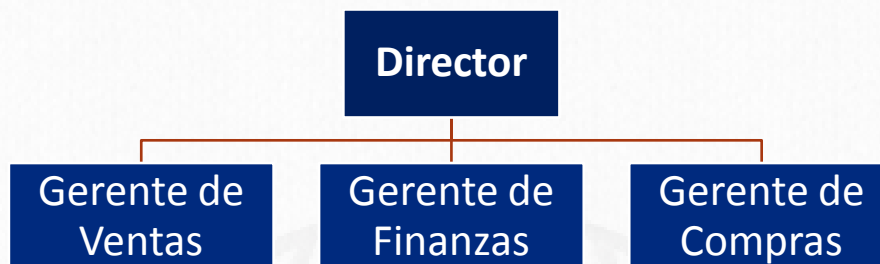 Director
Gerente de
Ventas
Gerente de
Finanzas
Gerente de
Compras